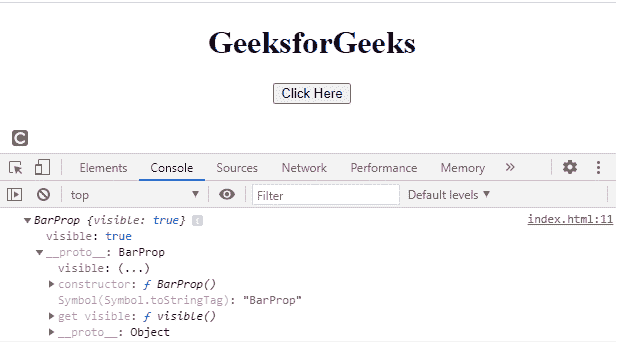 GeeksforGeeks
Click Here
C
Elements Console Sources Network Performance Memory »
top ▼ Filter Default levels ▼
▼BarProp {visible: true} i index.html:11
visible: true
▼__proto__: BarProp
visible: (...)
▶constructor: ƒ BarProp()
Symbol(Symbol.toStringTag): "BarProp"
▶get visible: ƒ visible()
▶__proto__: Object